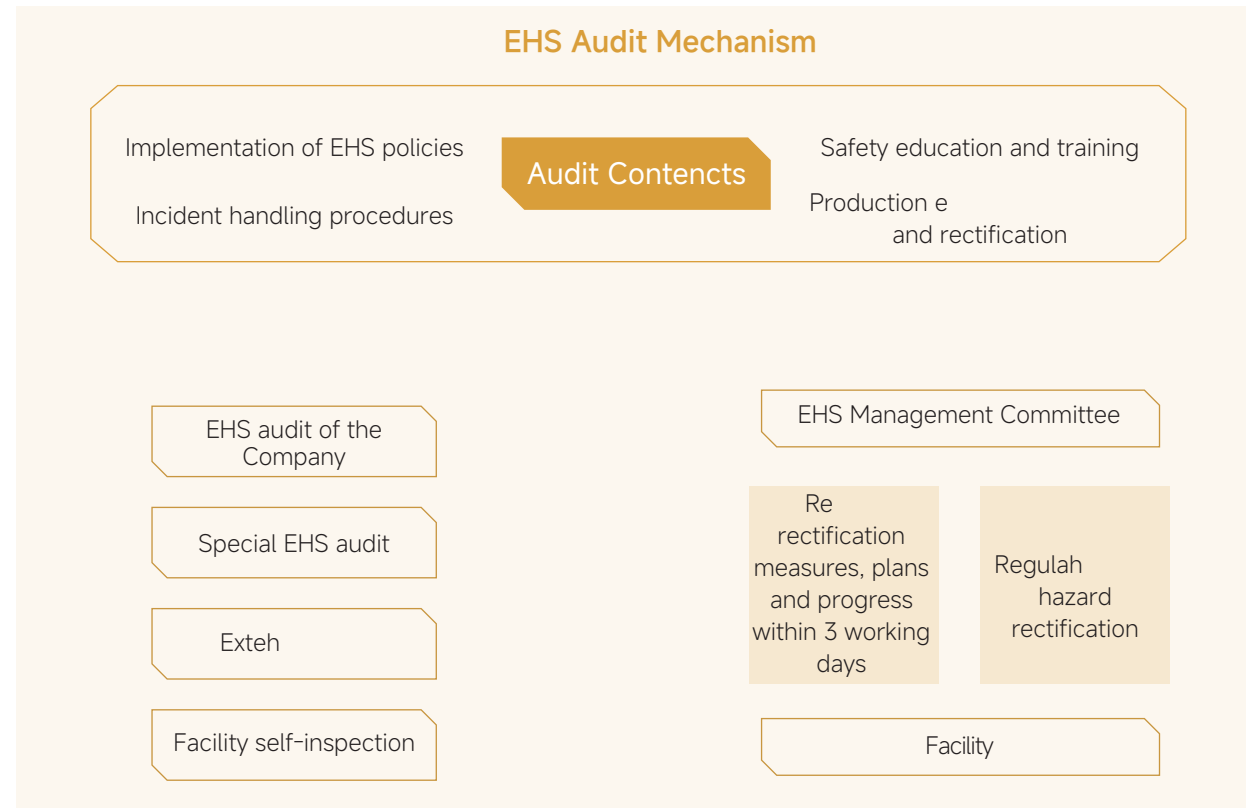 EHS Audit Mechanism
Implementation of EHS policies
Incident handling procedures
Audit Contencts
Safety education and training
Production e
and rectification
EHS audit of the
Company
Special EHS audit
Exteh
Facility self-inspection
EHS Management Committee
Re
rectification
measures, plans
and progress
within 3 working
days
Regulah
hazard
rectification
Facility